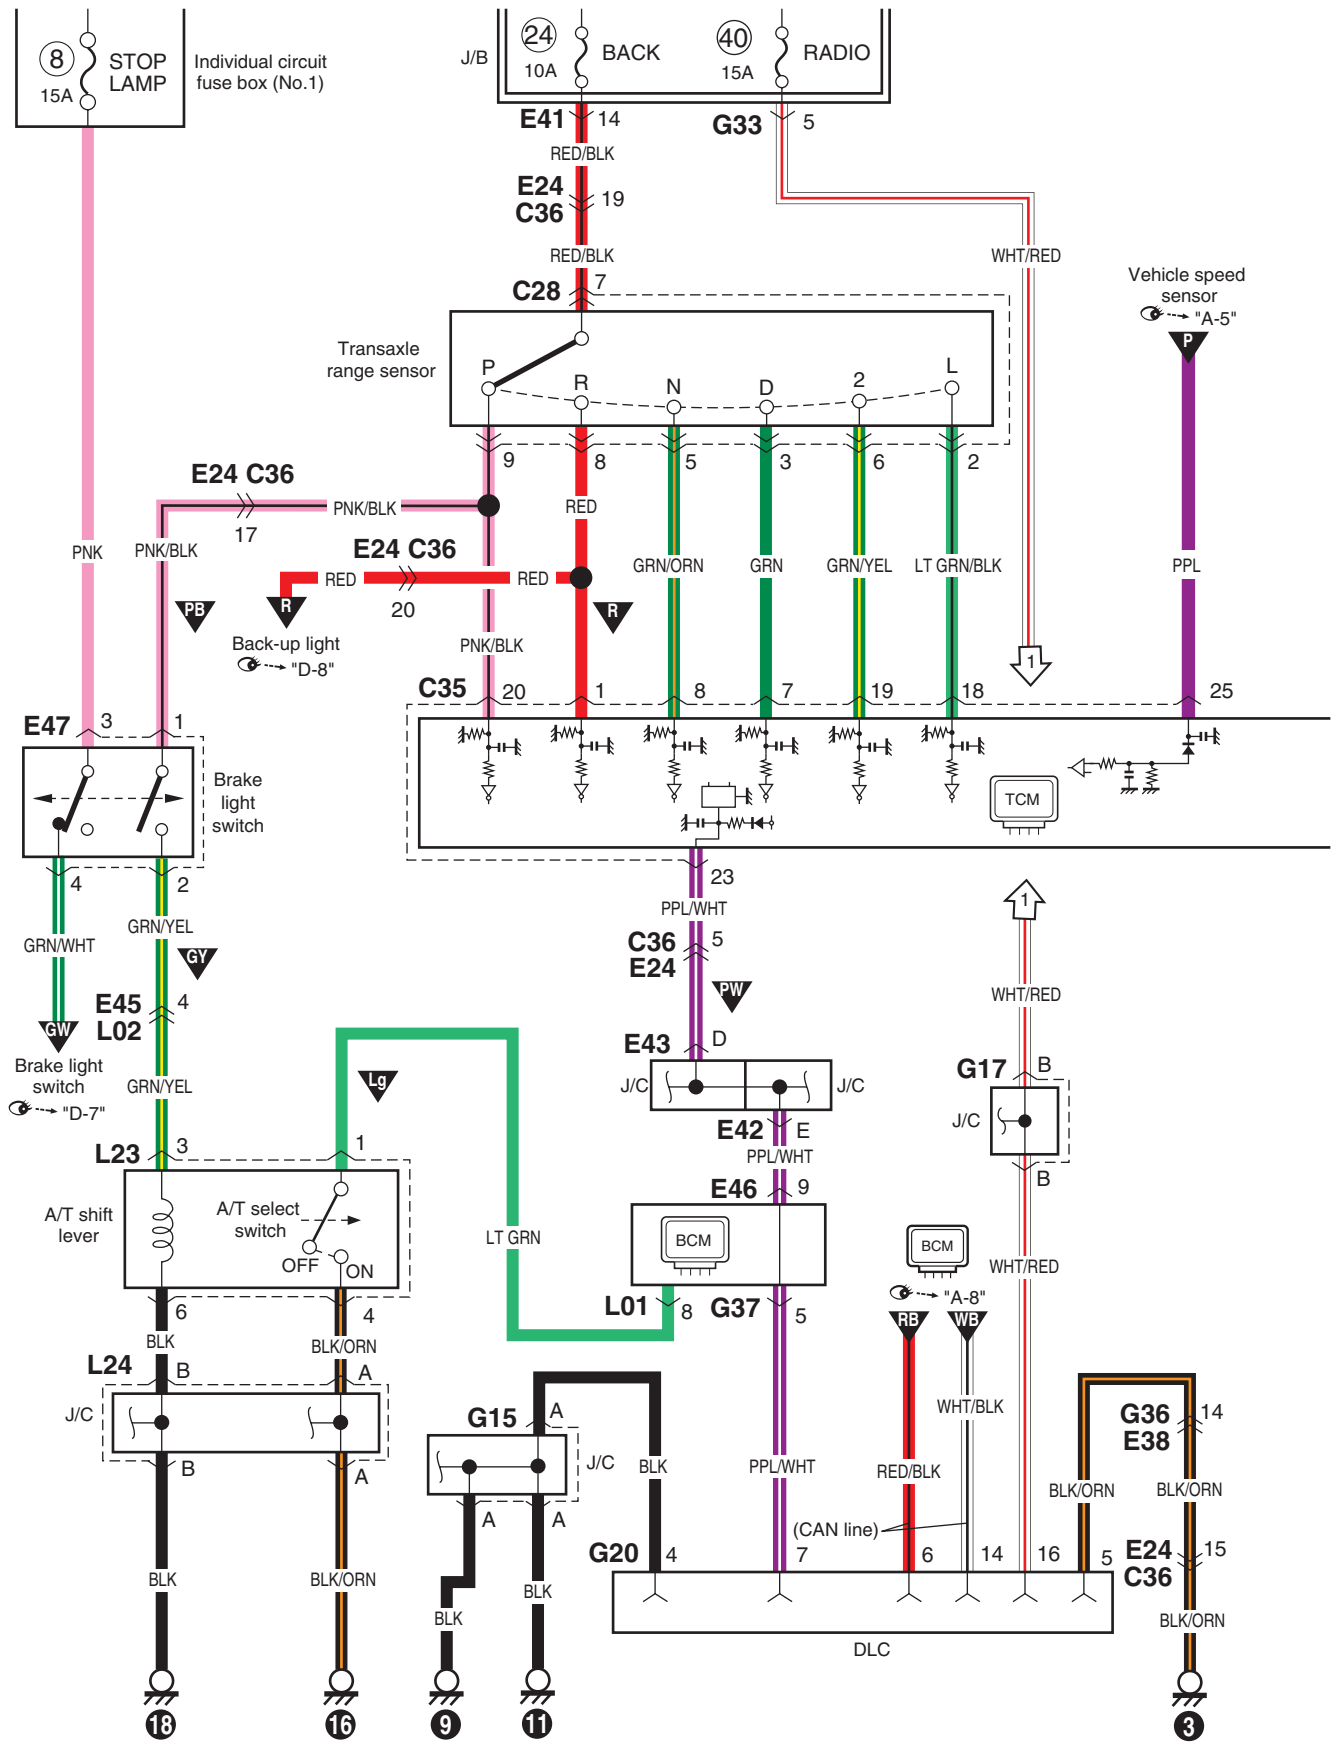 8
STOP
LAMP
15A
Individual circuit
fuse box (No.1)
J/B
24
10A
BACK
40
15A
RADIO
E41
14
G33
5
RED/BLK
E24
C36
19
RED/BLK
WHT/RED
C28
7
Vehicle speed
sensor
"A-5"
P
Transaxle
range sensor
P
R
N
D
2
L
9
8
5
3
6
2
E24 C36
17
PNK/BLK
RED
PNK
PNK/BLK
E24 C36
RED
RED
20
GRN/ORN
GRN
GRN/YEL
LT GRN/BLK
PPL
PB
R
R
Back-up light
"D-8"
PNK/BLK
1
C35
20
1
8
7
19
18
25
E47
3
1
Brake
light
switch
TCM
4
2
23
GRN/WHT
GRN/YEL
PPL/WHT
1
GY
C36
E24
5
E45
L02
4
PW
WHT/RED
GW
Brake light
switch
"D-7"
GRN/YEL
Lg
E43
D
J/C
J/C
G17
B
J/C
E42
E
B
L23
3
1
PPL/WHT
A/T shift
lever
A/T select
switch
OFF
ON
LT GRN
E46
9
BCM
BCM
"A-8"
WHT/RED
L01
8
G37
5
RB
WB
6
4
BLK
BLK/ORN
L24
B
A
J/C
B
A
G15
A
J/C
BLK
A
A
PPL/WHT
RED/BLK
WHT/BLK
(CAN line)
BLK/ORN
G36
E38
14
BLK/ORN
E24
C36
15
BLK/ORN
G20
4
7
6
14
16
5
DLC
BLK
BLK/ORN
BLK
BLK
18
16
9
11
3